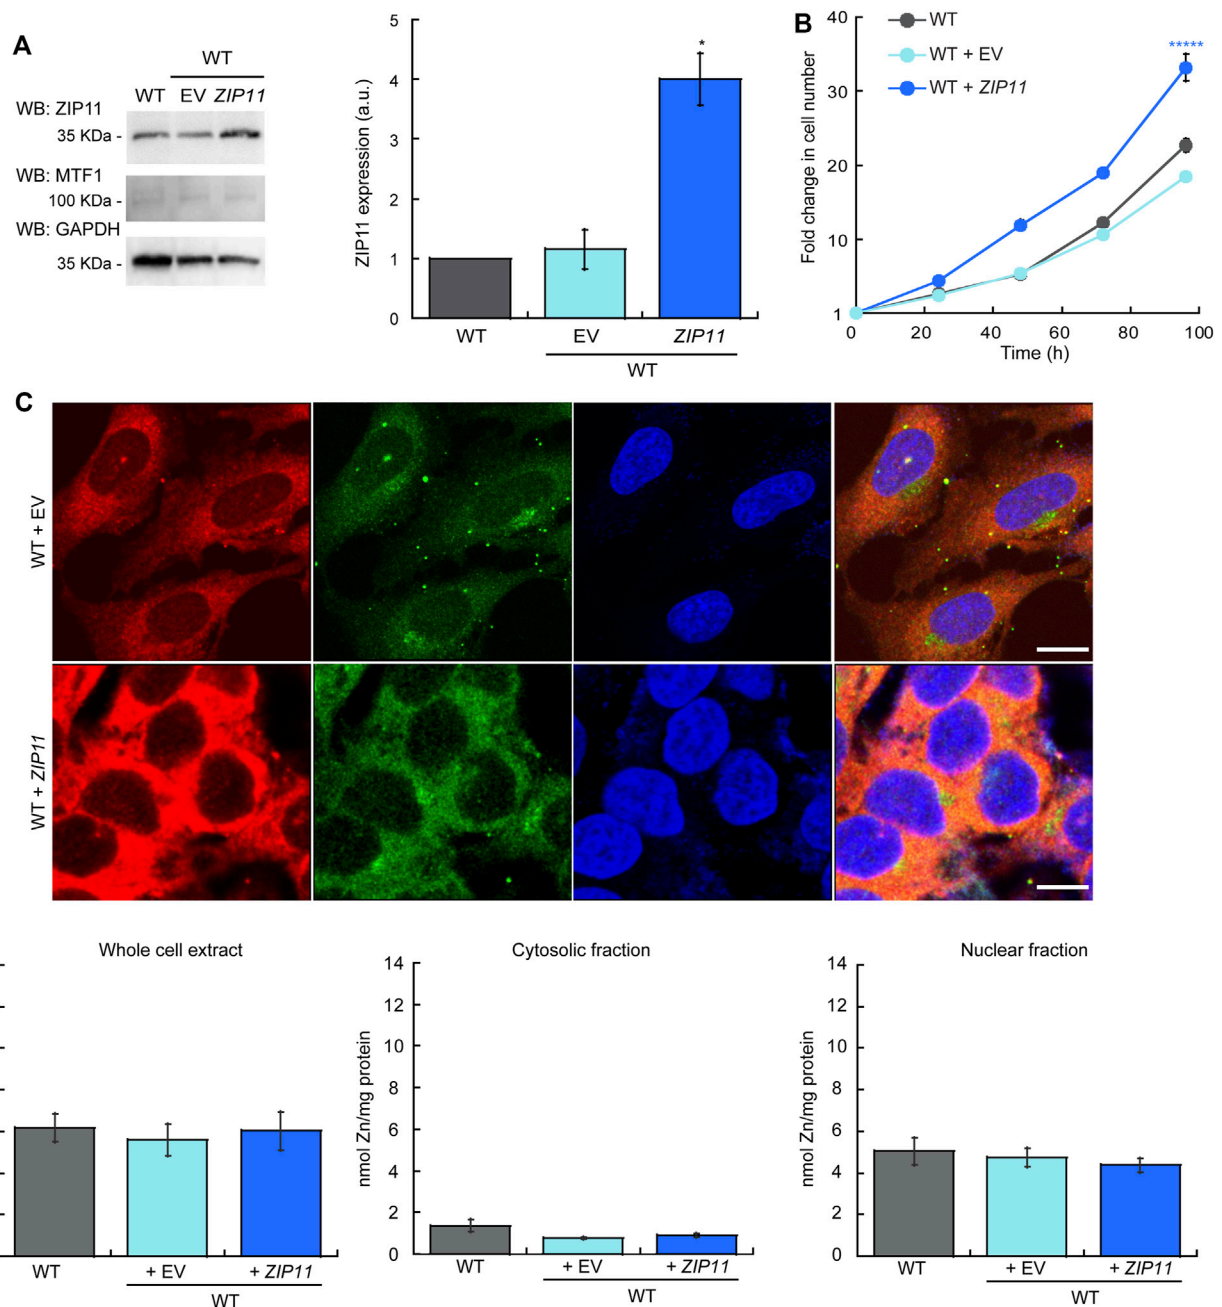 A
WT
WT EV ZIP11
WB: ZIP11
35 KDa -
WB: MTF1
100 KDa -
WB: GAPDH
35 KDa -
ZIP11 expression (a.u.)
5
4
3
2
1
0
*
WT EV ZIP11
WT
B
WT
WT + EV
WT + ZIP11
*****
Fold change in cell number
40
30
20
10
1
0 20 40 60 80 100
Time (h)
C
WT + EV
WT + ZIP11
Whole cell extract
WT + EV + ZIP11
WT
Cytosolic fraction
nmol Zn/mg protein
14
12
10
8
6
4
2
0
WT + EV + ZIP11
WT
Nuclear fraction
nmol Zn/mg protein
14
12
10
8
6
4
2
0
WT + EV + ZIP11
WT